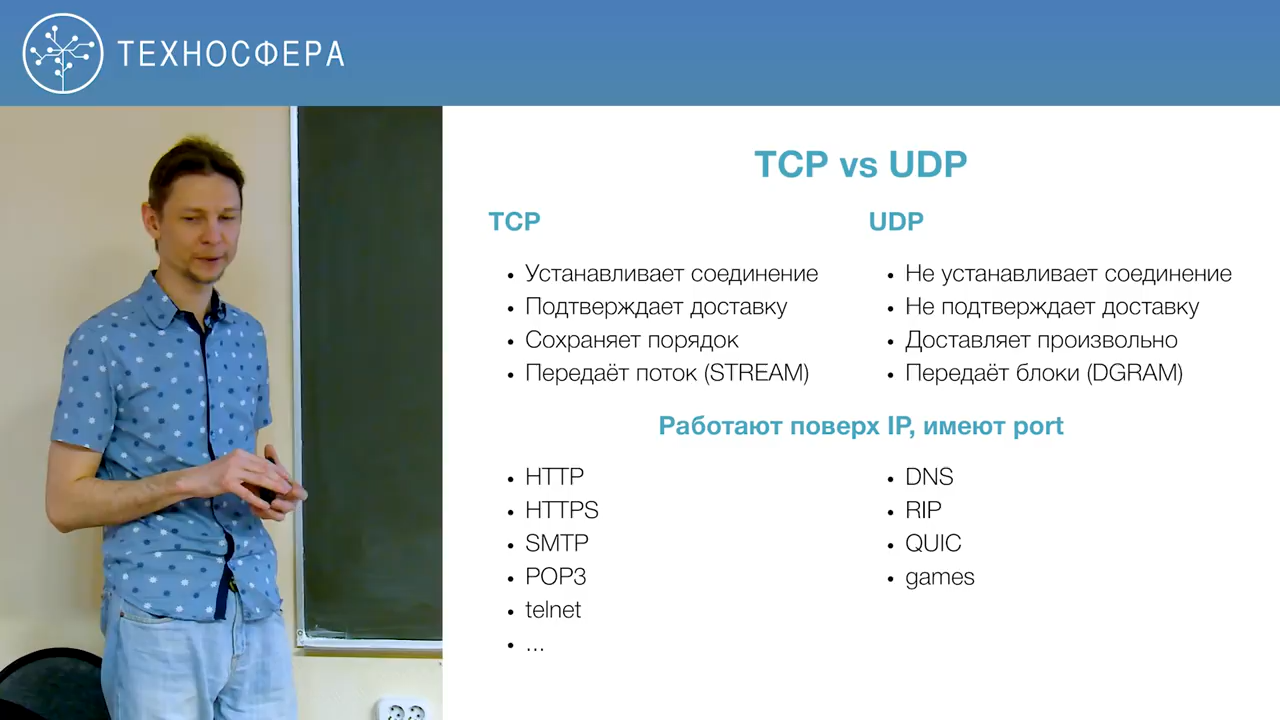 ТЕХНОСФЕРА
TCP vs UDP
TCP
• Устанавливает соединение
• Подтверждает доставку
• Сохраняет порядок
• Передаёт поток (STREAM)
UDP
• Не устанавливает соединение
• Не подтверждает доставку
• Доставляет произвольно
• Передаёт блоки (DGRAM)
Работают поверх IP, имеют port
• HTTP
• HTTPS
• SMTP
• POP3
• telnet
• ...
• DNS
• RIP
• QUIC
• games